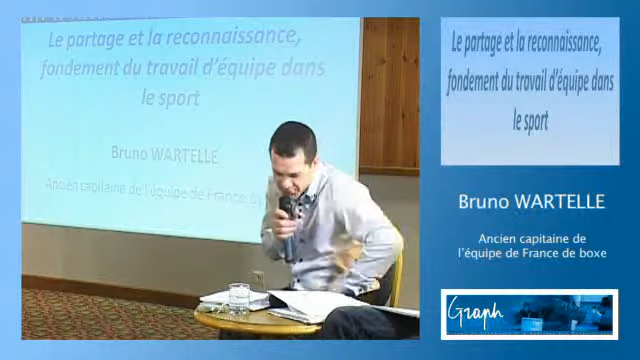 Le partage et la reconnaissance,
fondement du travail d'équipe dans
le sport
Bruno WARTELLE
Ancien capitaine de l'équipe de France
Le partage et la reconnaissance,
fondement du travail d'équipe dans
le sport
Bruno WARTELLE
Ancien capitaine de
l'équipe de France de boxe
Graph